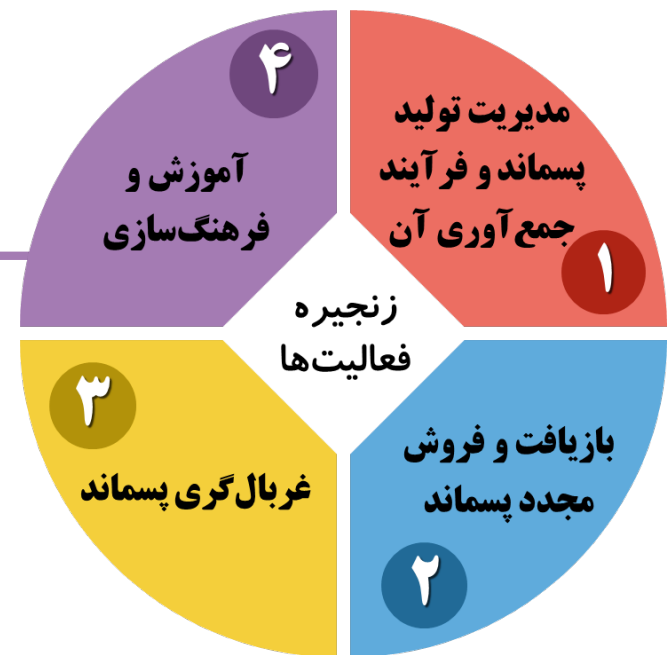 زنجیره
فعالیت‌ها
مدیریت تولید
پسماند و فرآیند
جمع‌آوری آن
۱
بازیافت و فروش
مجدد پسماند
۲
۳
غربال‌گری پسماند
۴
آموزش و
فرهنگ‌سازی